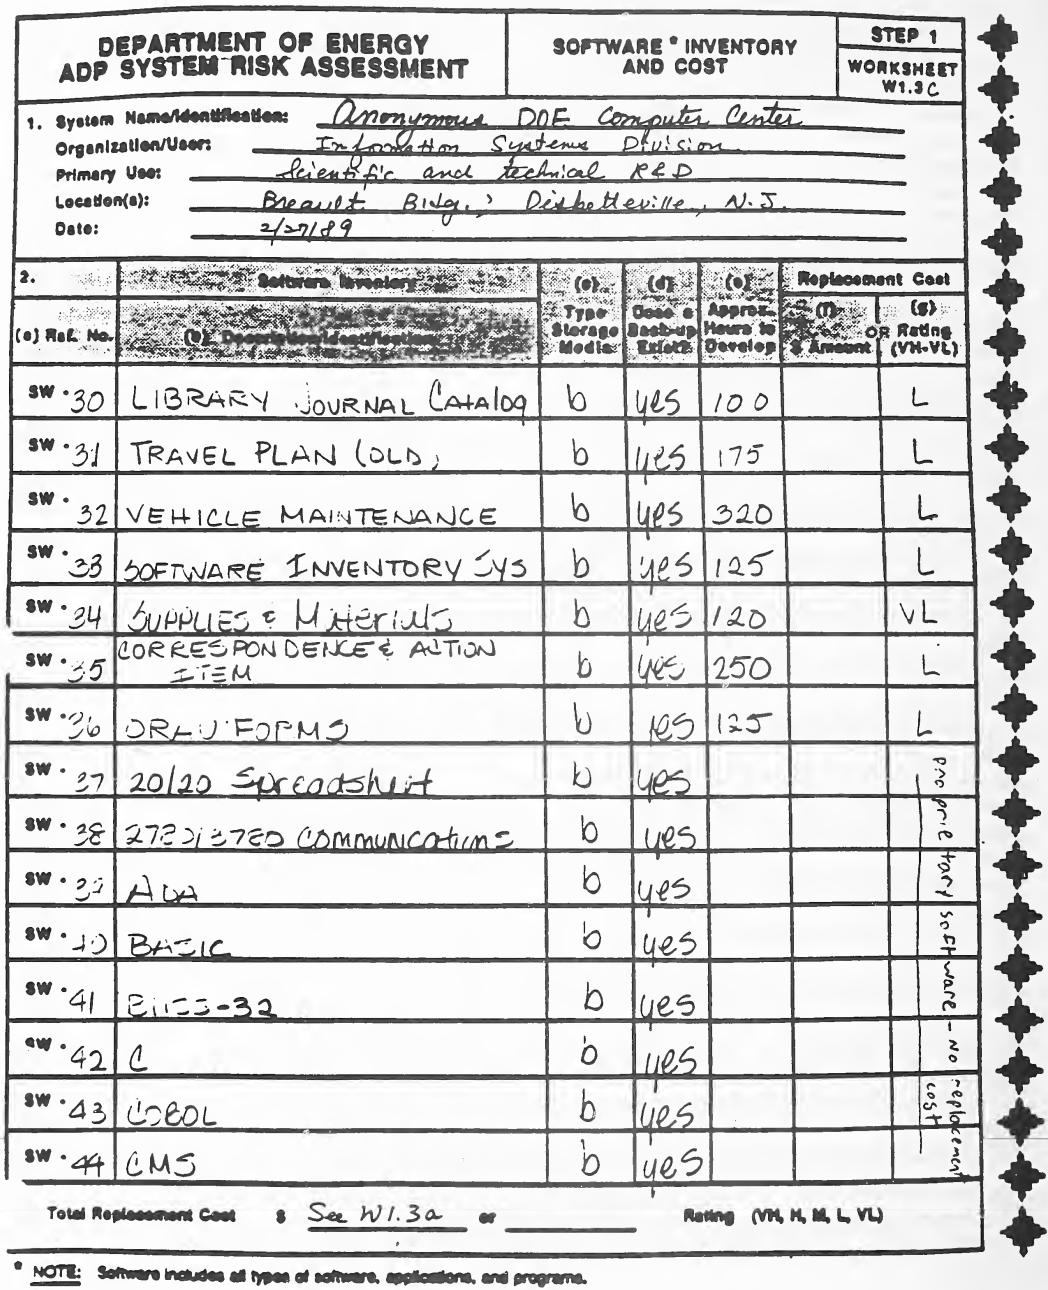 DEPARTMENT OF ENERGY
ADP SYSTEM RISK ASSESSMENT
SOFTWARE * INVENTORY
AND COST
STEP 1
WORKSHEET
W1.3C
1. System Name/Identification: Anonymous DOE Computer Center
Organization/User: Information Systems Division
Primary Use: Scientific and technical R&D
Location(s): Breault Bldg., Disketteville, N.J.
Date: 2/27/89
2. Software Inventory
(a) Ref. No.
(b) Description/Identification
(c)
Type
Storage
Media
(d)
Does a
Back-up
Exist?
(e)
Approx.
Hours to
Develop
Replacement Cost
(f)
$ Amount
OR
(g)
Rating
(VH-VL)
SW - 30 LIBRARY JOURNAL CATALOG b yes 100 L
SW - 31 TRAVEL PLAN (OLD) b yes 175 L
SW - 32 VEHICLE MAINTENANCE b yes 320 L
SW - 33 SOFTWARE INVENTORY SYS b yes 125 L
SW - 34 SUPPLIES & MATERIALS b yes 120 VL
SW - 35 CORRESPONDENCE & ACTION
ITEM b yes 250 L
SW - 36 FORMS b yes 125 L
SW - 37 20/20 Spreadsheet b yes
SW - 38 Communications b yes
SW - 39 ADA b yes
SW - 40 BASIC b yes
SW - 41 BLISS-32 b yes
SW - 42 C b yes
SW - 43 COBOL b yes
SW - 44 CMS b yes
proprietary software - no replacement
cost
Total Replacement Cost $ See W1.3a or Rating (VH, H, M, L, VL)
* NOTE: Software includes all types of software, applications, and programs.